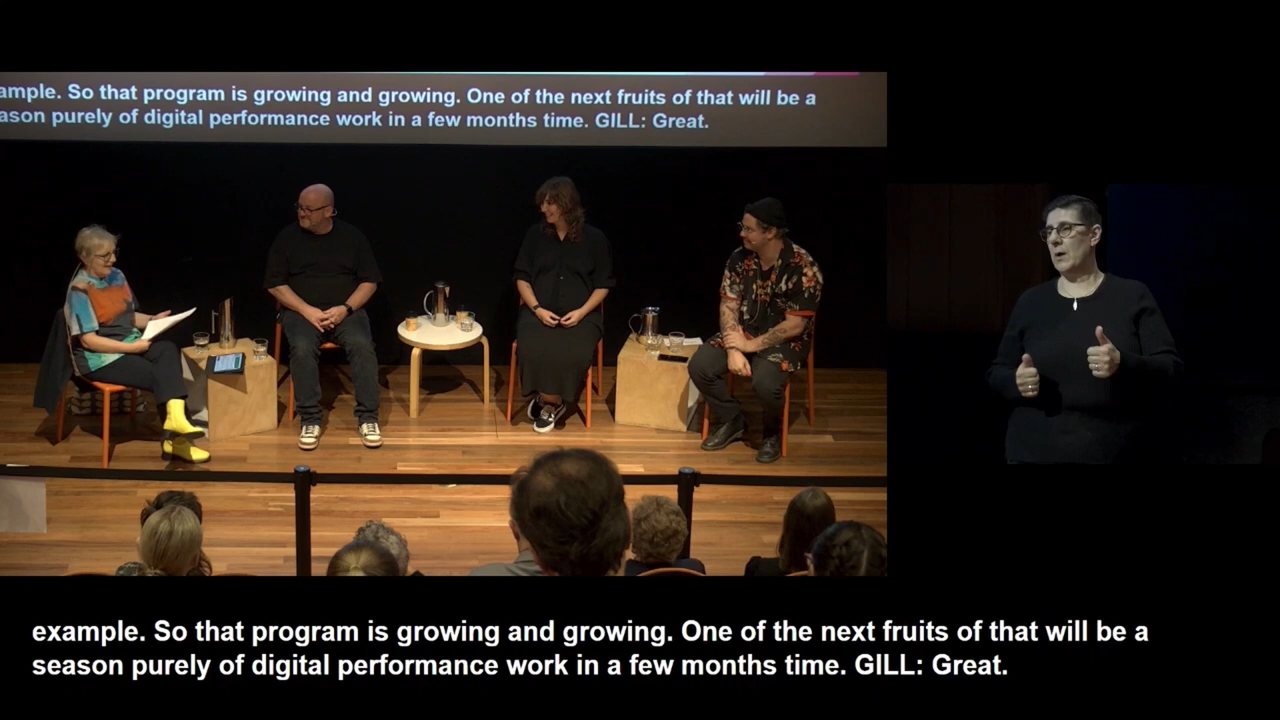 ample. So that program is growing and growing. One of the next fruits of that will be a
ason purely of digital performance work in a few months time. GILL: Great.
example. So that program is growing and growing. One of the next fruits of that will be a
season purely of digital performance work in a few months time. GILL: Great.